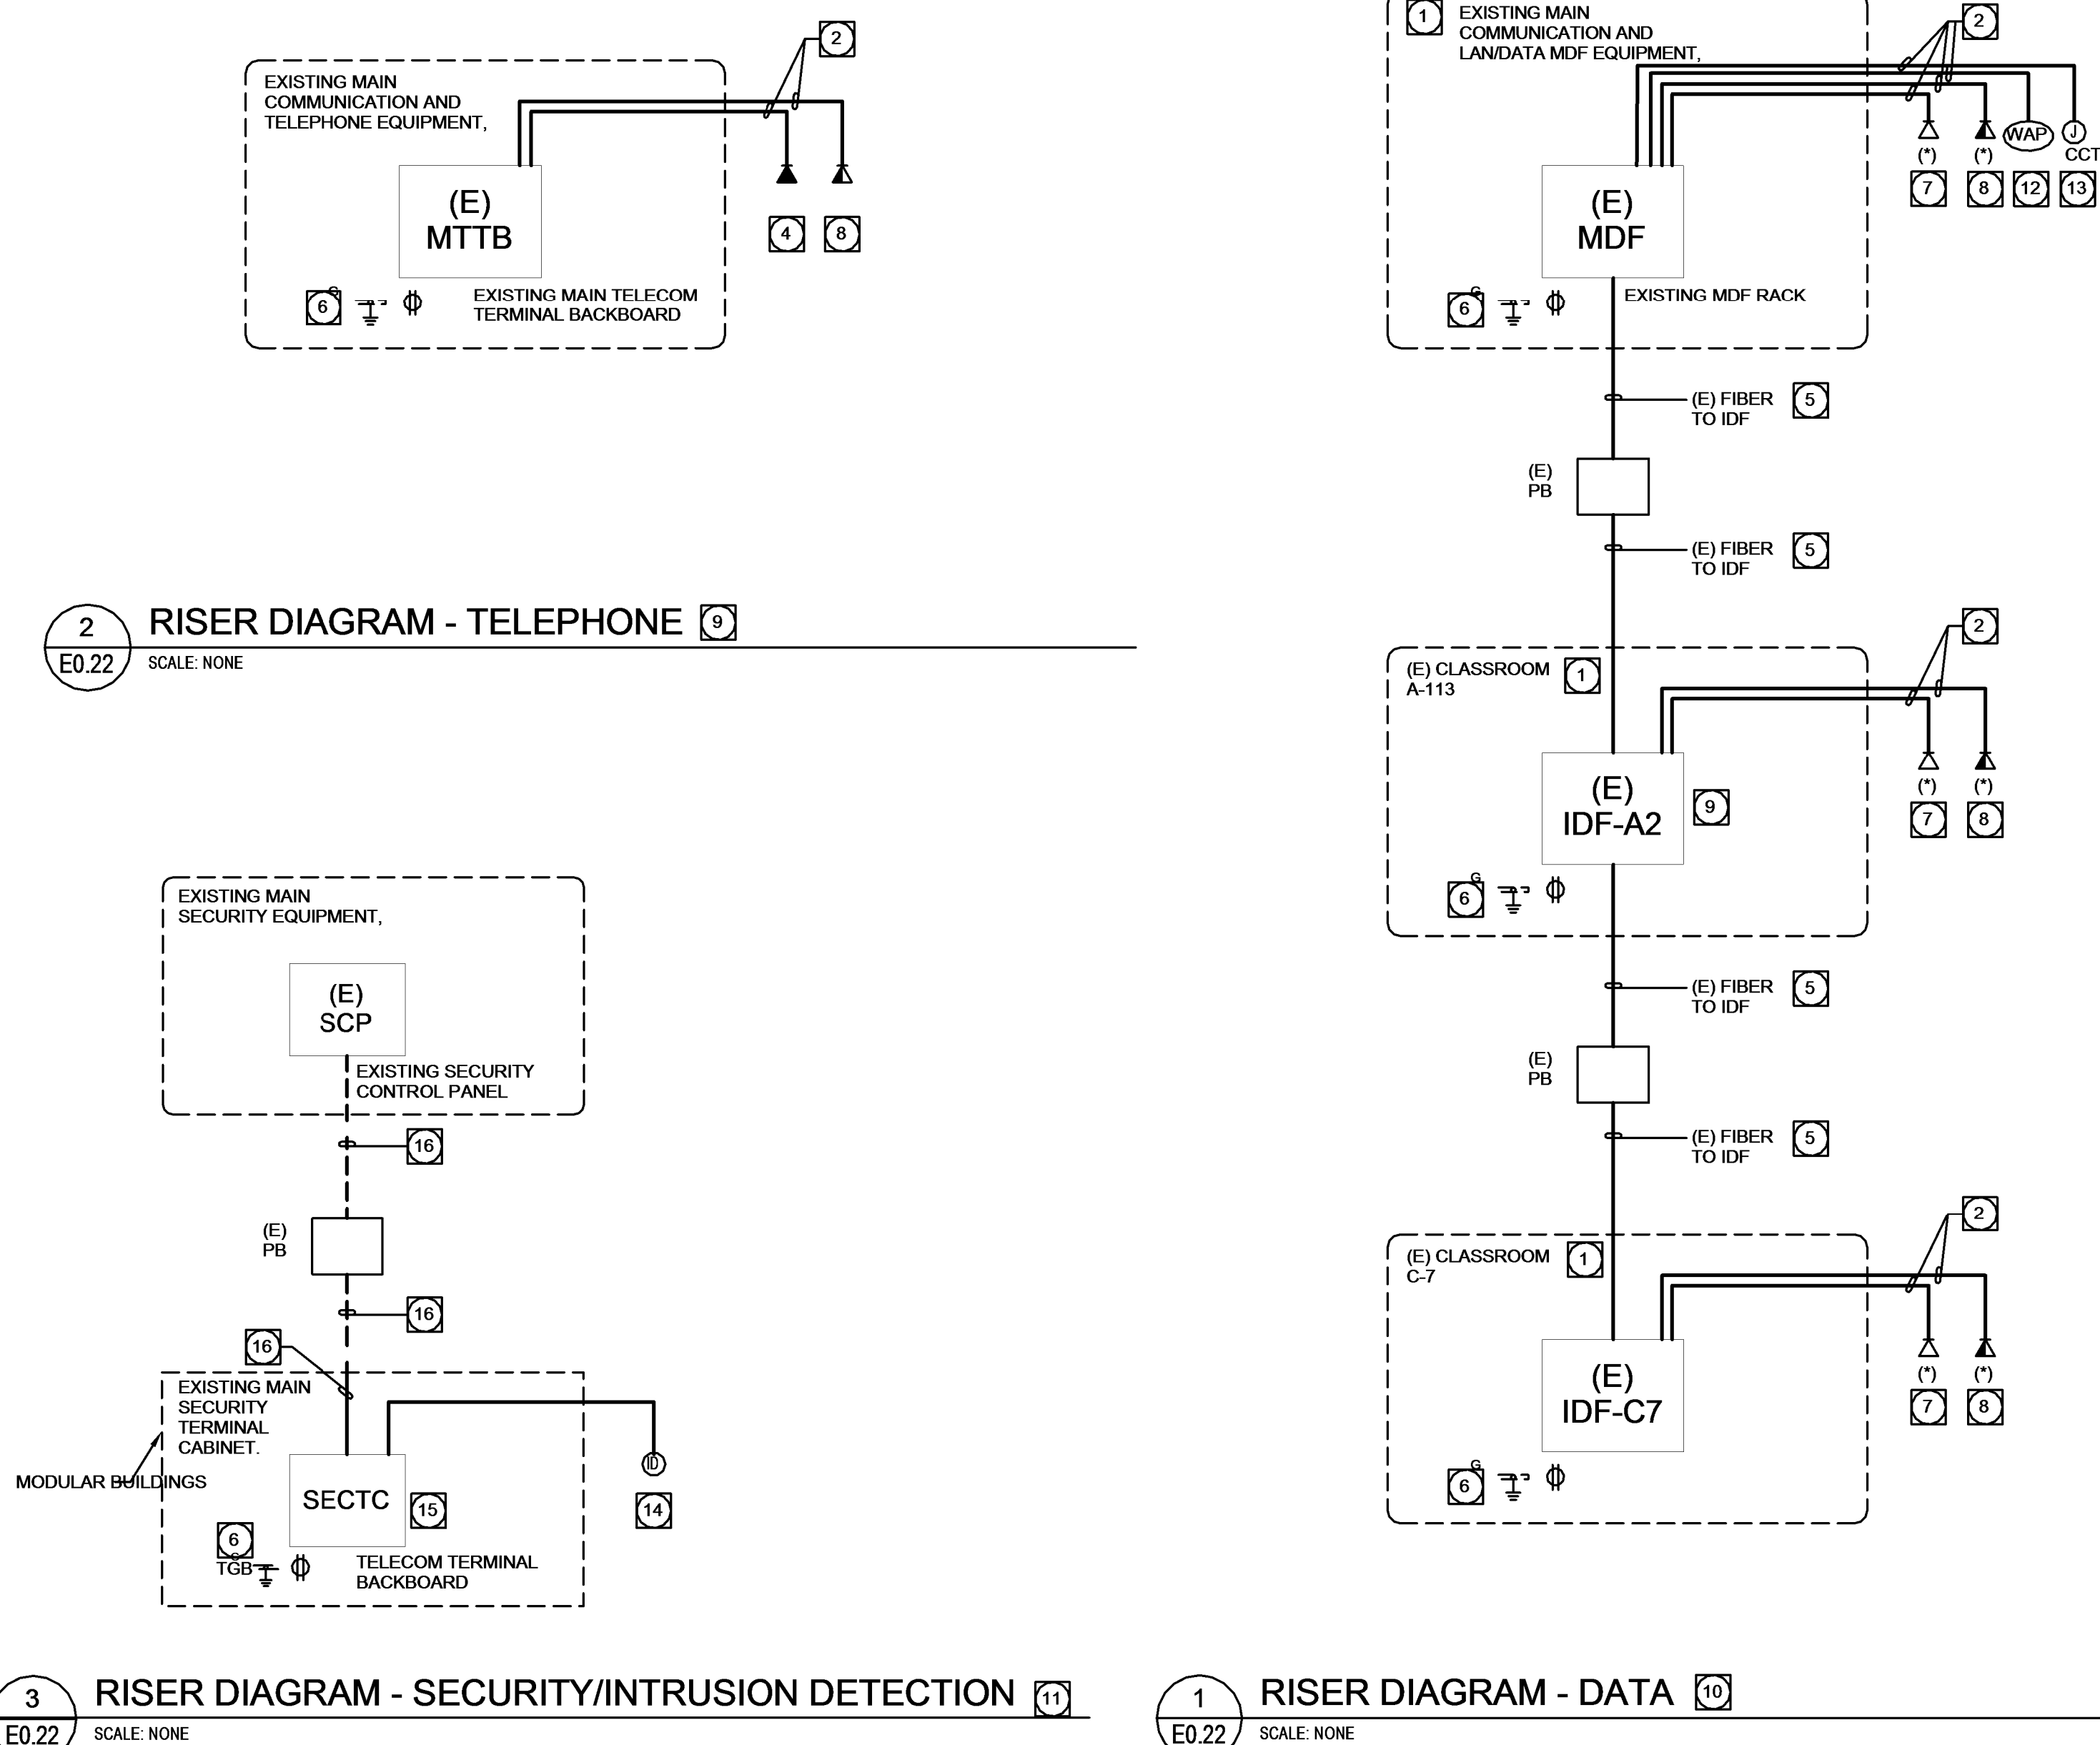 2
EXISTING MAIN
COMMUNICATION AND
TELEPHONE EQUIPMENT,
(E)
MTTB
4
8
6
G
EXISTING MAIN TELECOM
TERMINAL BACKBOARD
2
E0.22
RISER DIAGRAM - TELEPHONE
9
SCALE: NONE
EXISTING MAIN
SECURITY EQUIPMENT,
(E)
SCP
EXISTING SECURITY
CONTROL PANEL
16
(E)
PB
16
16
EXISTING MAIN
SECURITY
TERMINAL
CABINET.
MODULAR BUILDINGS
SECTC
15
ID
14
6
G
TGB
TELECOM TERMINAL
BACKBOARD
3
E0.22
RISER DIAGRAM - SECURITY/INTRUSION DETECTION
11
SCALE: NONE
1
EXISTING MAIN
COMMUNICATION AND
LAN/DATA MDF EQUIPMENT,
2
(E)
MDF
(*)
(*)
WAP
J
CCT
7
8
12
13
6
G
EXISTING MDF RACK
(E) FIBER
TO IDF
5
(E)
PB
(E) FIBER
TO IDF
5
(E) CLASSROOM
A-113
1
2
(E)
IDF-A2
9
(*)
(*)
7
8
6
G
(E) FIBER
TO IDF
5
(E)
PB
(E) FIBER
TO IDF
5
(E) CLASSROOM
C-7
1
2
(E)
IDF-C7
(*)
(*)
7
8
6
G
1
E0.22
RISER DIAGRAM - DATA
10
SCALE: NONE